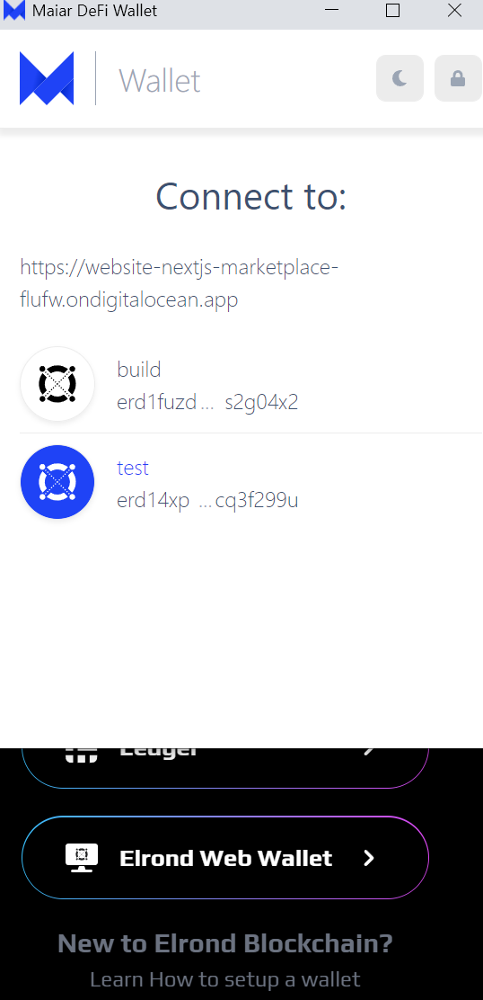 Maiar DeFi Wallet
Wallet
Connect to:
https://website-nextjs-marketplace-
flufw.ondigitalocean.app
build
erd1fuzd... s2g04x2
test
erd14xp ...cq3f299u
Ledger
Elrond Web Wallet
New to Elrond Blockchain?
Learn How to setup a wallet